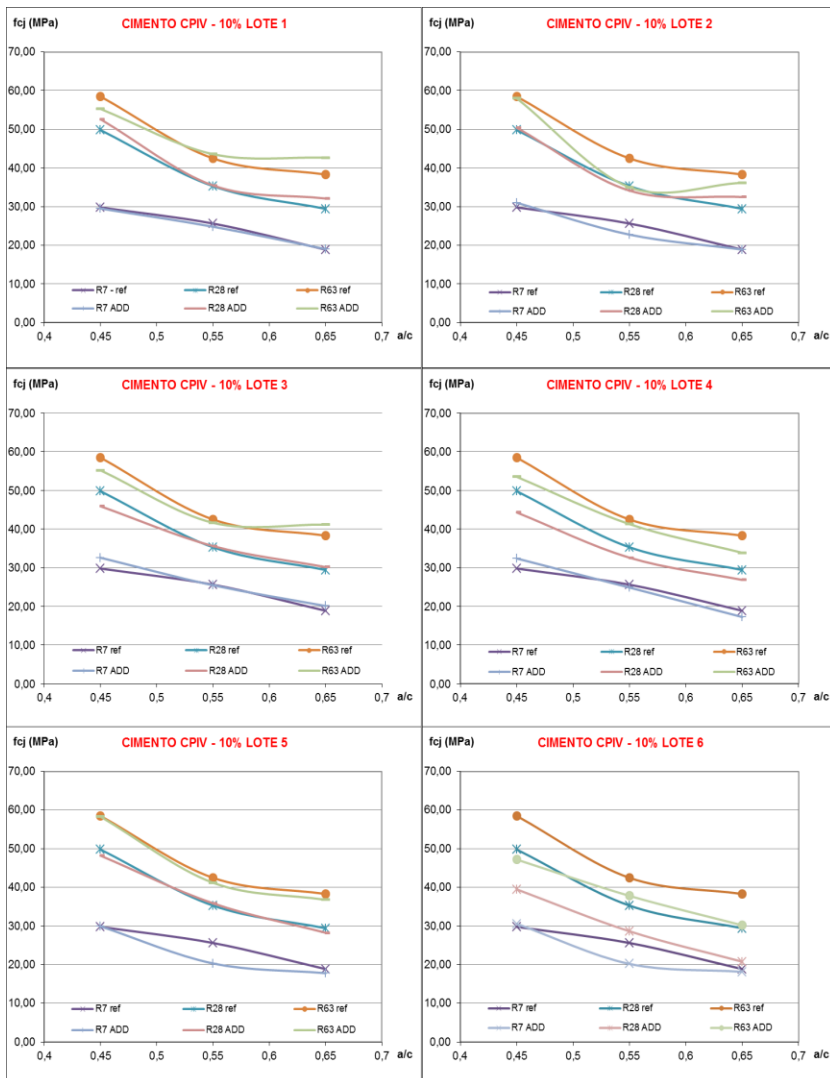 fcj (MPa)
CIMENTO CPIV - 10% LOTE 1
70,00
60,00
50,00
40,00
30,00
20,00
10,00
0,00
R7 - ref R28 ref R63 ref
R7 ADD R28 ADD R63 ADD
0,4 0,45 0,5 0,55 0,6 0,65 0,7 a/c
fcj (MPa)
CIMENTO CPIV - 10% LOTE 2
70,00
60,00
50,00
40,00
30,00
20,00
10,00
0,00
R7 ref R28 ref R63 ref
R7 ADD R28 ADD R63 ADD
0,4 0,45 0,5 0,55 0,6 0,65 0,7 a/c
fcj (MPa)
CIMENTO CPIV - 10% LOTE 3
70,00
60,00
50,00
40,00
30,00
20,00
10,00
0,00
R7 ref R28 ref R63 ref
R7 ADD R28 ADD R63 ADD
0,4 0,45 0,5 0,55 0,6 0,65 0,7 a/c
fcj (MPa)
CIMENTO CPIV - 10% LOTE 4
70,00
60,00
50,00
40,00
30,00
20,00
10,00
0,00
R7 ref R28 ref R63 ref
R7 ADD R28 ADD R63 ADD
0,4 0,45 0,5 0,55 0,6 0,65 0,7 a/c
fcj (MPa)
CIMENTO CPIV - 10% LOTE 5
70,00
60,00
50,00
40,00
30,00
20,00
10,00
0,00
R7 ref R28 ref R63 ref
R7 ADD R28 ADD R63 ADD
0,4 0,45 0,5 0,55 0,6 0,65 0,7 a/c
fcj (MPa)
CIMENTO CPIV - 10% LOTE 6
70,00
60,00
50,00
40,00
30,00
20,00
10,00
0,00
R7 ref R28 ref R63 ref
R7 ADD R28 ADD R63 ADD
0,4 0,45 0,5 0,55 0,6 0,65 0,7 a/c